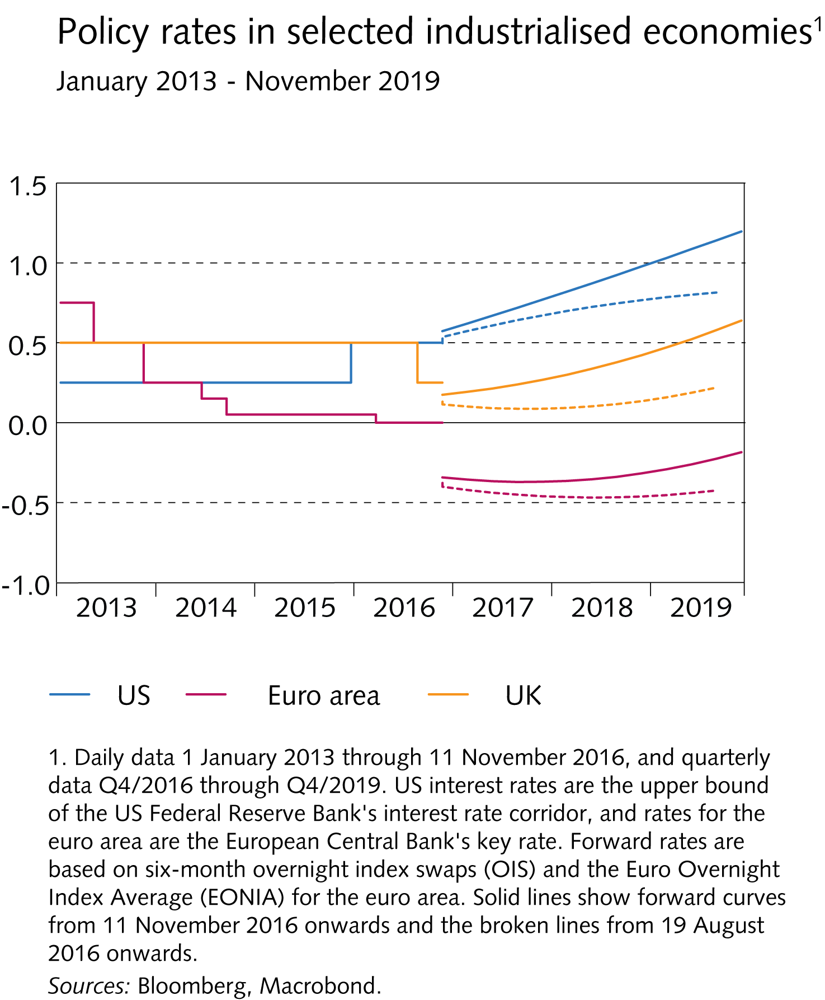 Policy rates in selected industrialised economies¹
January 2013 - November 2019
1.5
1.0
0.5
0.0
-0.5
-1.0
2013 2014 2015 2016 2017 2018 2019
US Euro area UK
1. Daily data 1 January 2013 through 11 November 2016, and quarterly
data Q4/2016 through Q4/2019. US interest rates are the upper bound
of the US Federal Reserve Bank's interest rate corridor, and rates for the
euro area are the European Central Bank's key rate. Forward rates are
based on six-month overnight index swaps (OIS) and the Euro Overnight
Index Average (EONIA) for the euro area. Solid lines show forward curves
from 11 November 2016 onwards and the broken lines from 19 August
2016 onwards.
Sources: Bloomberg, Macrobond.